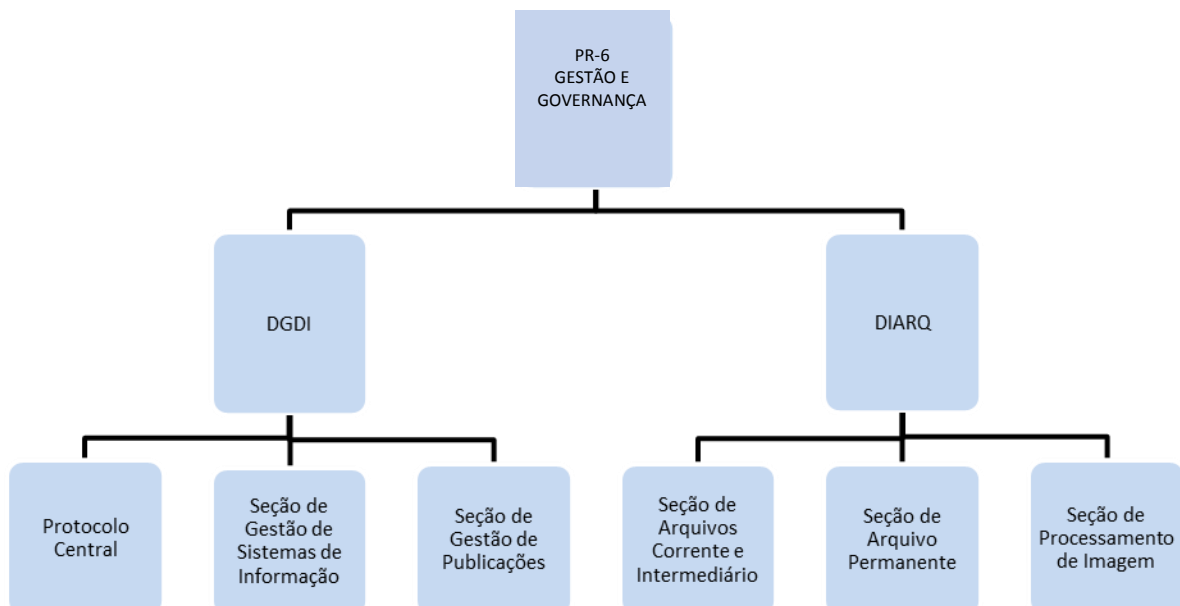 PR-6
GESTÃO E
GOVERNANÇA
DGDI
DIARQ
Protocolo
Central
Seção de
Gestão de
Sistemas de
Informação
Seção de
Gestão de
Publicações
Seção de
Arquivos
Corrente e
Intermediário
Seção de
Arquivo
Permanente
Seção de
Processamento
de Imagem